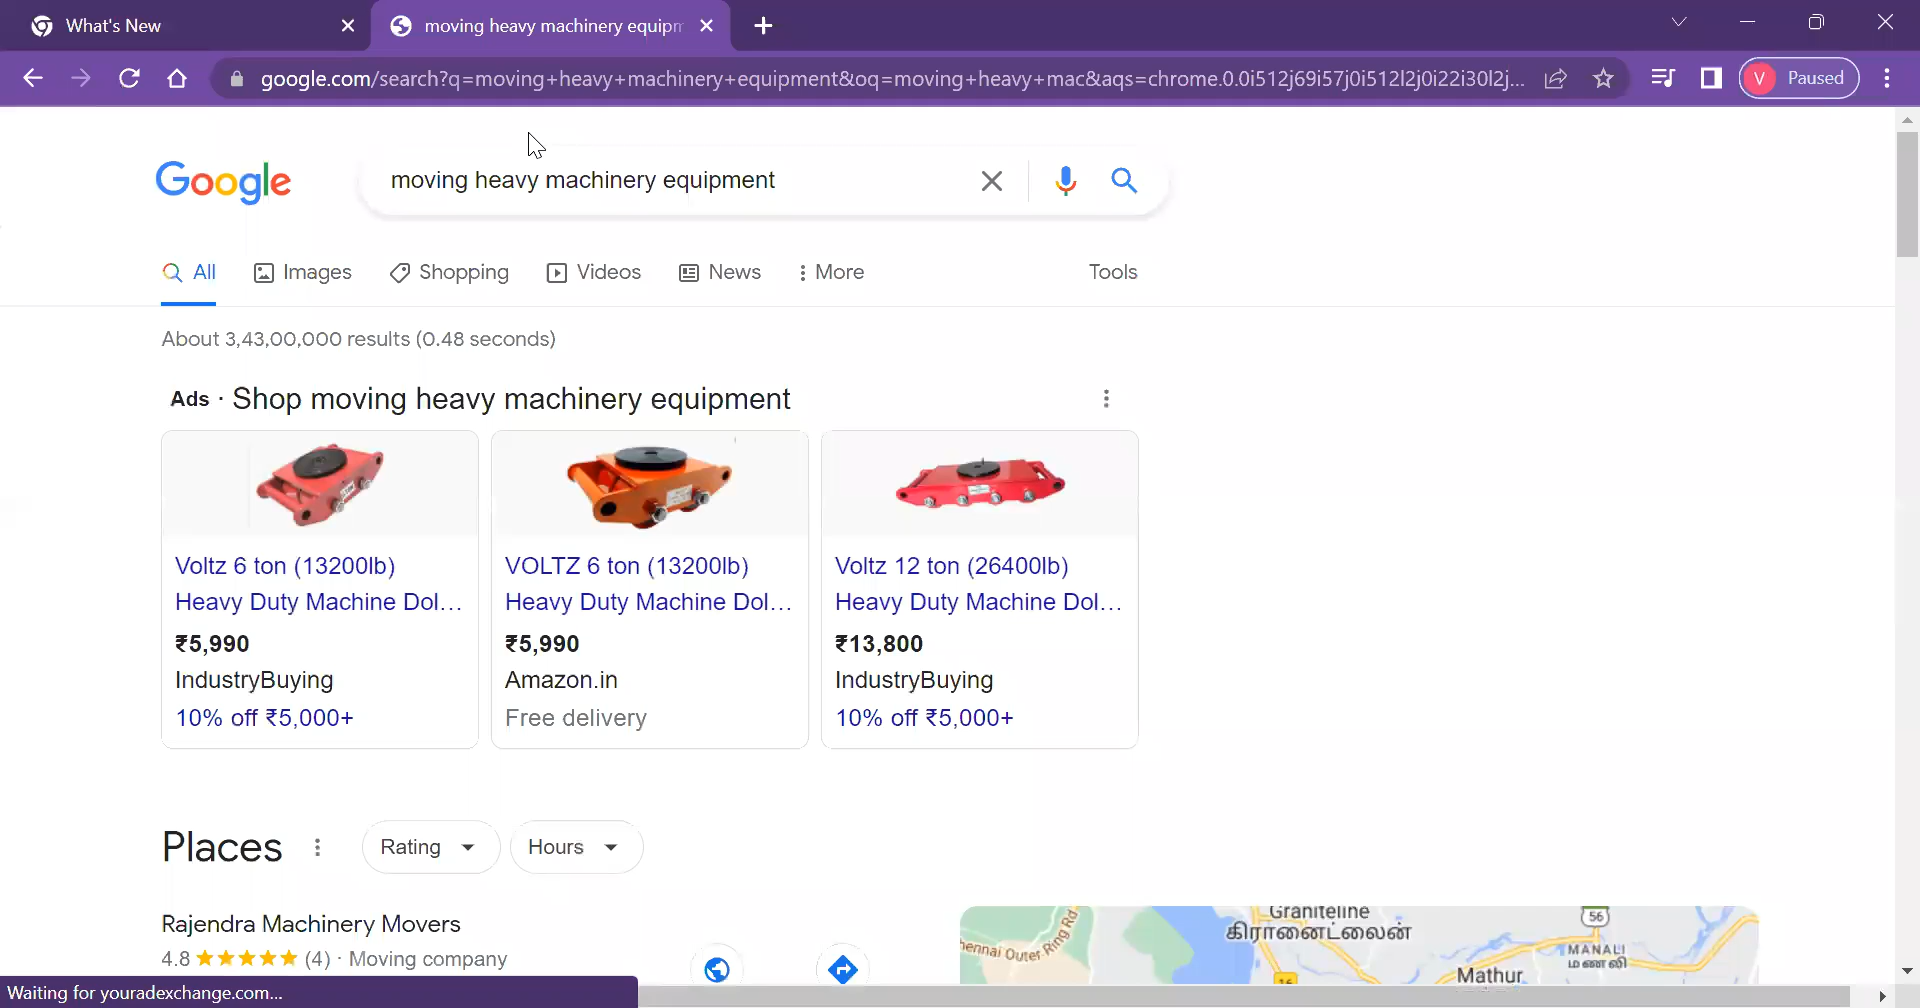 What's New
moving heavy machinery equipm
google.com/search?q=moving+heavy+machinery+equipment&oq=moving+heavy+mac&aqs=chrome.0.0i512j69i57j0i512l2j0i22i30l2j...
V Paused
Google
moving heavy machinery equipment
All Images Shopping Videos News More Tools
About 3,43,00,000 results (0.48 seconds)
Ads · Shop moving heavy machinery equipment
Voltz 6 ton (13200lb)
Heavy Duty Machine Dol...
₹5,990
IndustryBuying
10% off ₹5,000+
VOLTZ 6 ton (13200lb)
Heavy Duty Machine Dol...
₹5,990
Amazon.in
Free delivery
Voltz 12 ton (26400lb)
Heavy Duty Machine Dol...
₹13,800
IndustryBuying
10% off ₹5,000+
Places
Rating
Hours
Rajendra Machinery Movers
4.8 ★★★★★ (4) · Moving company
hennai Outer Ring Rd
Graniteline
கிரானைட்லைன்
56
MANALI
மணலி
Mathur
16
Waiting for youradexchange.com...